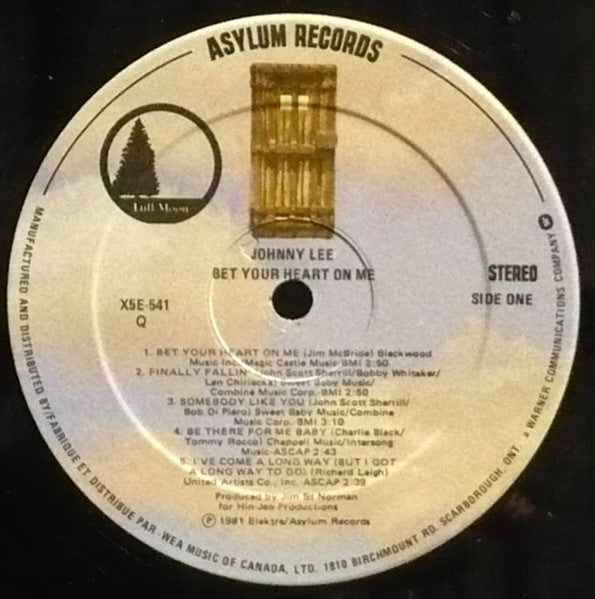 ASYLUM RECORDS
Full Moon
JOHNNY LEE
BET YOUR HEART ON ME
X5E-541
Q
STEREO
SIDE ONE
1. BET YOUR HEART ON ME (Jim McBride) Blackwood
Music Inc./Magic Castle Music BMI 2:50
2. FINALLY FALLIN' (John Scott Sherrill/Bobby Whitaker/
Len Chiriacka) Sweet Baby Music/
Combine Music Corp. BMI 2:50
3. SOMEBODY LIKE YOU (John Scott Sherrill/
Bob Di Piero) Sweet Baby Music/Combine
Music Corp. BMI 3:10
4. BE THERE FOR ME BABY (Charlie Black/
Tommy Rocco) Chappell Music/Intersong
Music ASCAP 2:43
5. I'VE COME A LONG WAY (BUT I GOT
A LONG WAY TO GO) (Richard Leigh)
United Artists Co., Inc. ASCAP 2:39
Produced by Jim Ed Norman
for Hin-Jen Productions
Ⓟ 1981 Elektra/Asylum Records
MANUFACTURED AND DISTRIBUTED BY/FABRIQUE ET DISTRIBUE PAR - WEA MUSIC OF CANADA, LTD. 1810 BIRCHMOUNT RD. SCARBOROUGH, ONT. a WARNER COMMUNICATIONS COMPANY